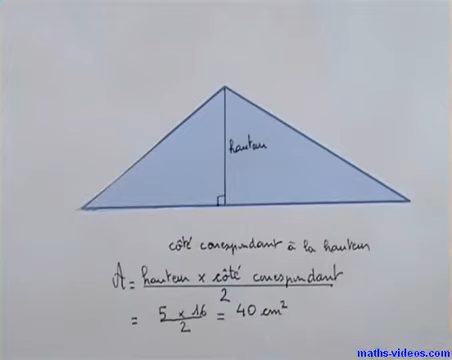 hauteur
côté correspondant à la hauteur
A = hauteur x côté correspondant
2
= 5 x 16 = 40 cm²
2
maths-videos.com